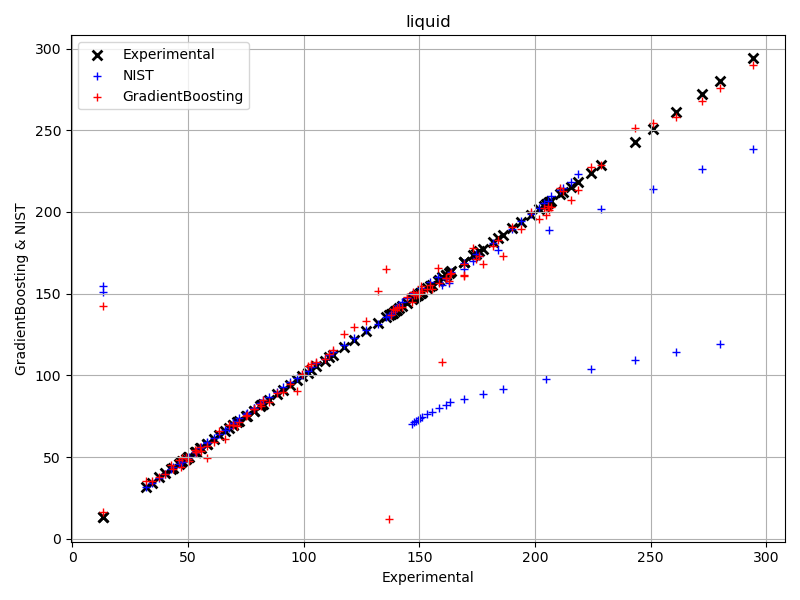 liquid
Experimental
NIST
GradientBoosting
GradientBoosting & NIST
300
250
200
150
100
50
0
0 50 100 150 200 250 300
Experimental